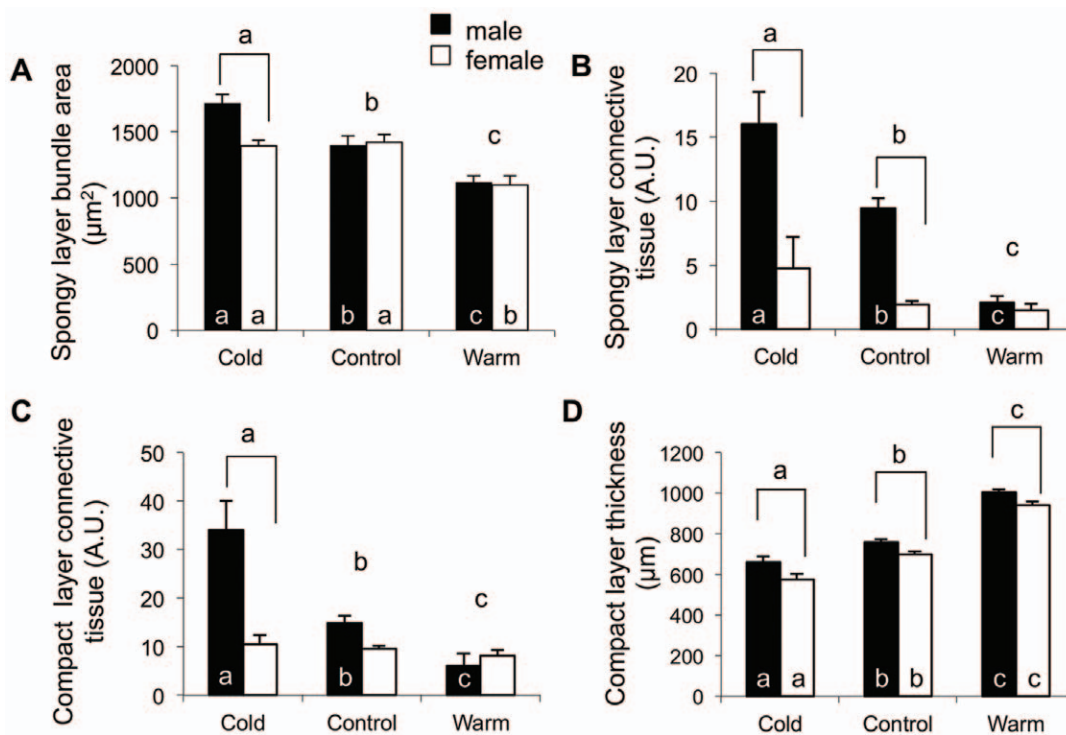 male
female
A
Spongy layer bundle area
(µm²)
2000
1500
1000
500
0
a
b
c
a a
b a
c b
Cold Control Warm
B
Spongy layer connective
tissue (A.U.)
20
15
10
5
0
a
b
c
a
b
c
Cold Control Warm
C
Compact layer connective
tissue (A.U.)
50
40
30
20
10
0
a
b
c
a
b
c
Cold Control Warm
D
Compact layer thickness
(µm)
1200
1000
800
600
400
200
0
a
b
c
a a
b b
c c
Cold Control Warm